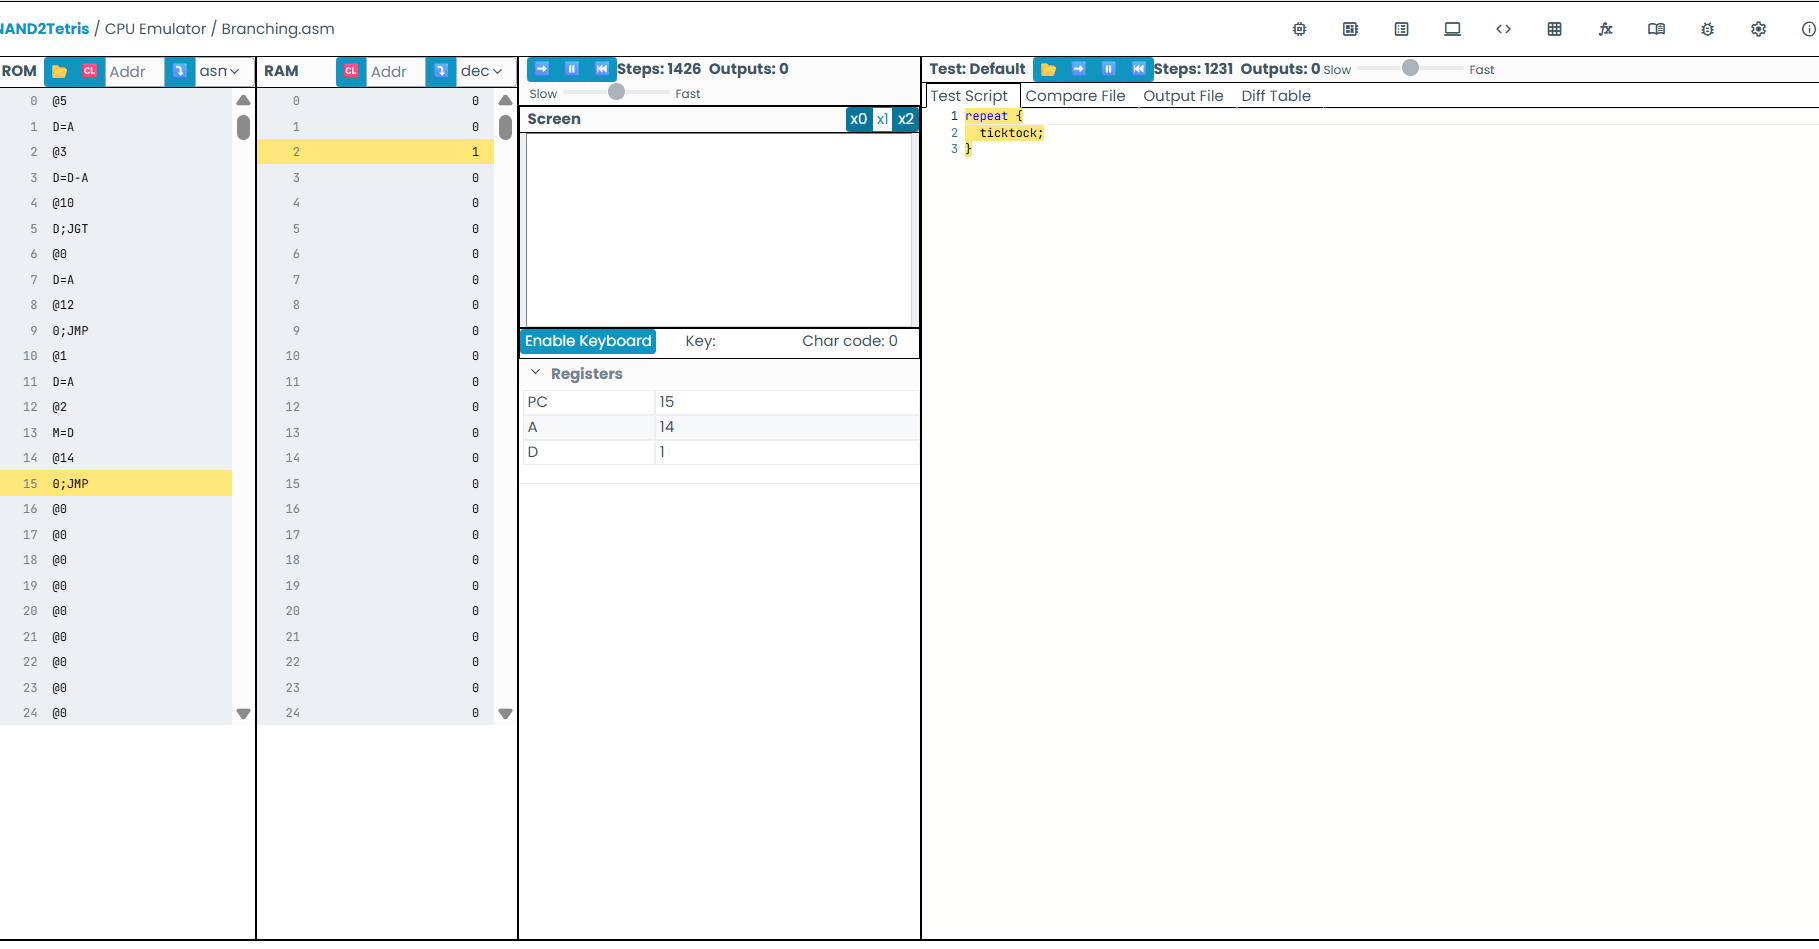 NAND2Tetris / CPU Emulator / Branching.asm
ROM CL Addr asm
0 @5
1 D=A
2 @3
3 D=D-A
4 @10
5 D;JGT
6 @0
7 D=A
8 @12
9 0;JMP
10 @1
11 D=A
12 @2
13 M=D
14 @14
15 0;JMP
16 @0
17 @0
18 @0
19 @0
20 @0
21 @0
22 @0
23 @0
24 @0
RAM CL Addr dec
0 0
1 0
2 1
3 0
4 0
5 0
6 0
7 0
8 0
9 0
10 0
11 0
12 0
13 0
14 0
15 0
16 0
17 0
18 0
19 0
20 0
21 0
22 0
23 0
24 0
Steps: 1426 Outputs: 0
Slow Fast
Screen x0 x1 x2
Enable Keyboard Key: Char code: 0
Registers
PC 15
A 14
D 1
Test: Default Steps: 1231 Outputs: 0 Slow Fast
Test Script Compare File Output File Diff Table
1 repeat {
2 ticktock;
3 }